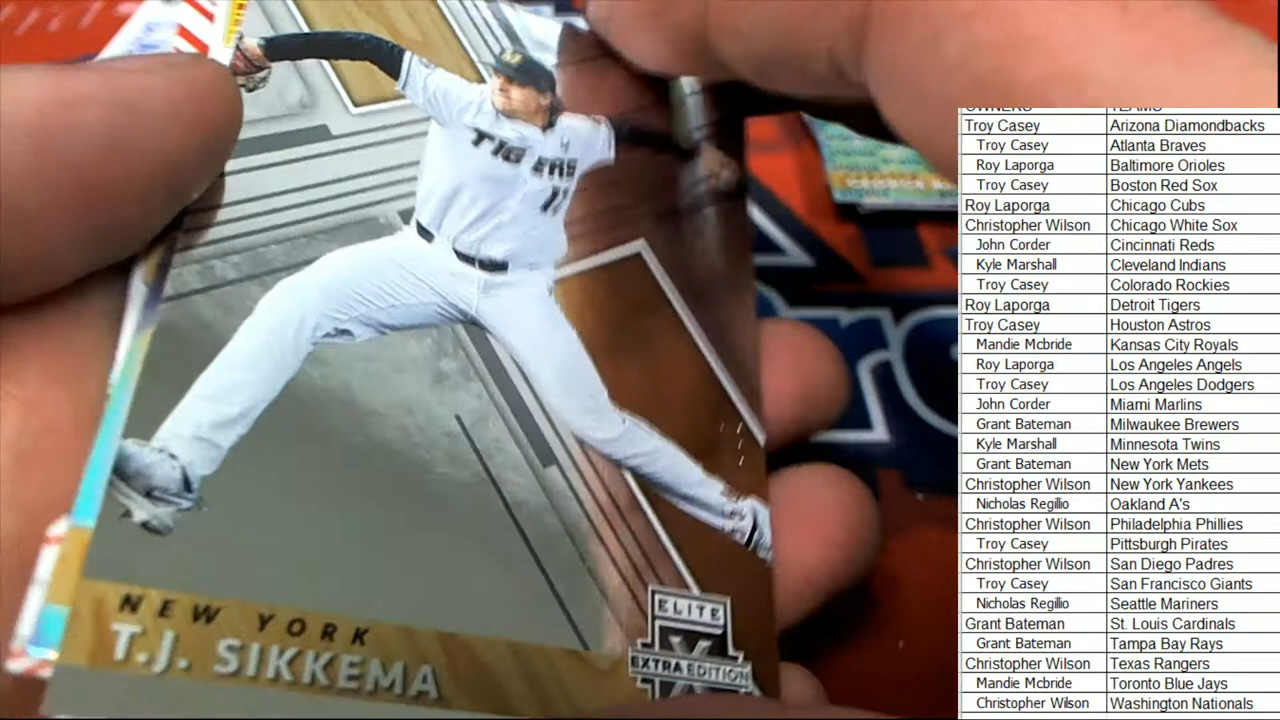 TIGERS
11
NEW YORK
T.J. SIKKEMA
ELITE
EXTRA EDITION
OWNERS TEAMS
Troy Casey Arizona Diamondbacks
Troy Casey Atlanta Braves
Roy Laporga Baltimore Orioles
Troy Casey Boston Red Sox
Roy Laporga Chicago Cubs
Christopher Wilson Chicago White Sox
John Corder Cincinnati Reds
Kyle Marshall Cleveland Indians
Troy Casey Colorado Rockies
Roy Laporga Detroit Tigers
Troy Casey Houston Astros
Mandie Mcbride Kansas City Royals
Roy Laporga Los Angeles Angels
Troy Casey Los Angeles Dodgers
John Corder Miami Marlins
Grant Bateman Milwaukee Brewers
Kyle Marshall Minnesota Twins
Grant Bateman New York Mets
Christopher Wilson New York Yankees
Nicholas Regillio Oakland A's
Christopher Wilson Philadelphia Phillies
Troy Casey Pittsburgh Pirates
Christopher Wilson San Diego Padres
Troy Casey San Francisco Giants
Nicholas Regillio Seattle Mariners
Grant Bateman St. Louis Cardinals
Grant Bateman Tampa Bay Rays
Christopher Wilson Texas Rangers
Mandie Mcbride Toronto Blue Jays
Christopher Wilson Washington Nationals